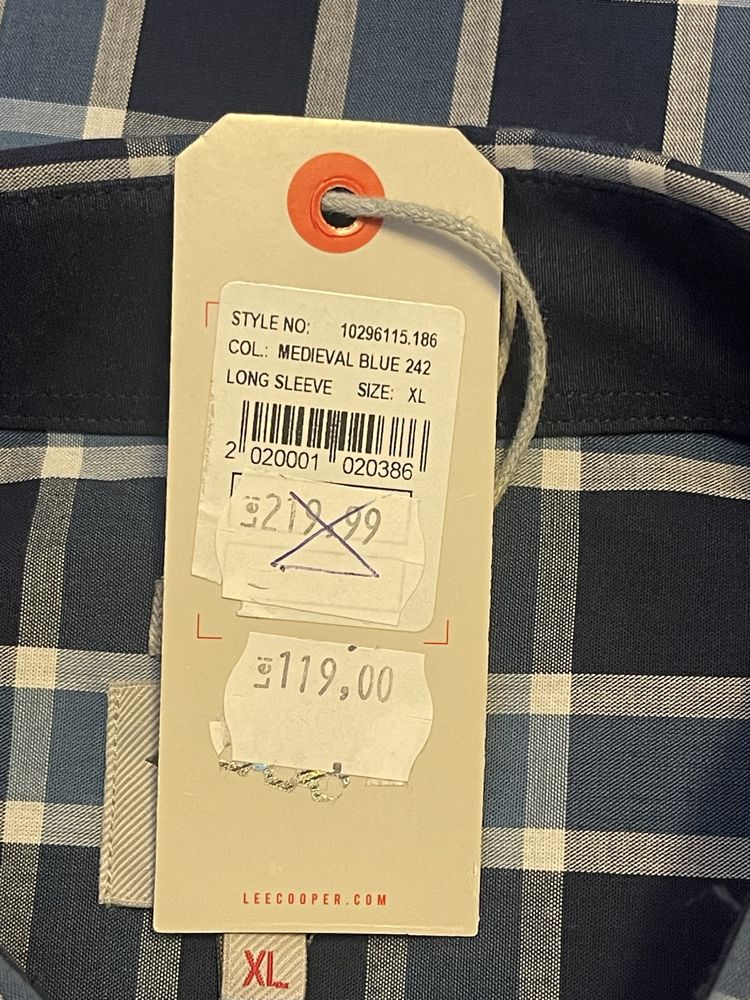 STYLE NO: 10296115.186
COL.: MEDIEVAL BLUE 242
LONG SLEEVE SIZE: XL
2 020001 020386
Lei 219,99
Lei 119,00
LEECOOPER.COM
XL